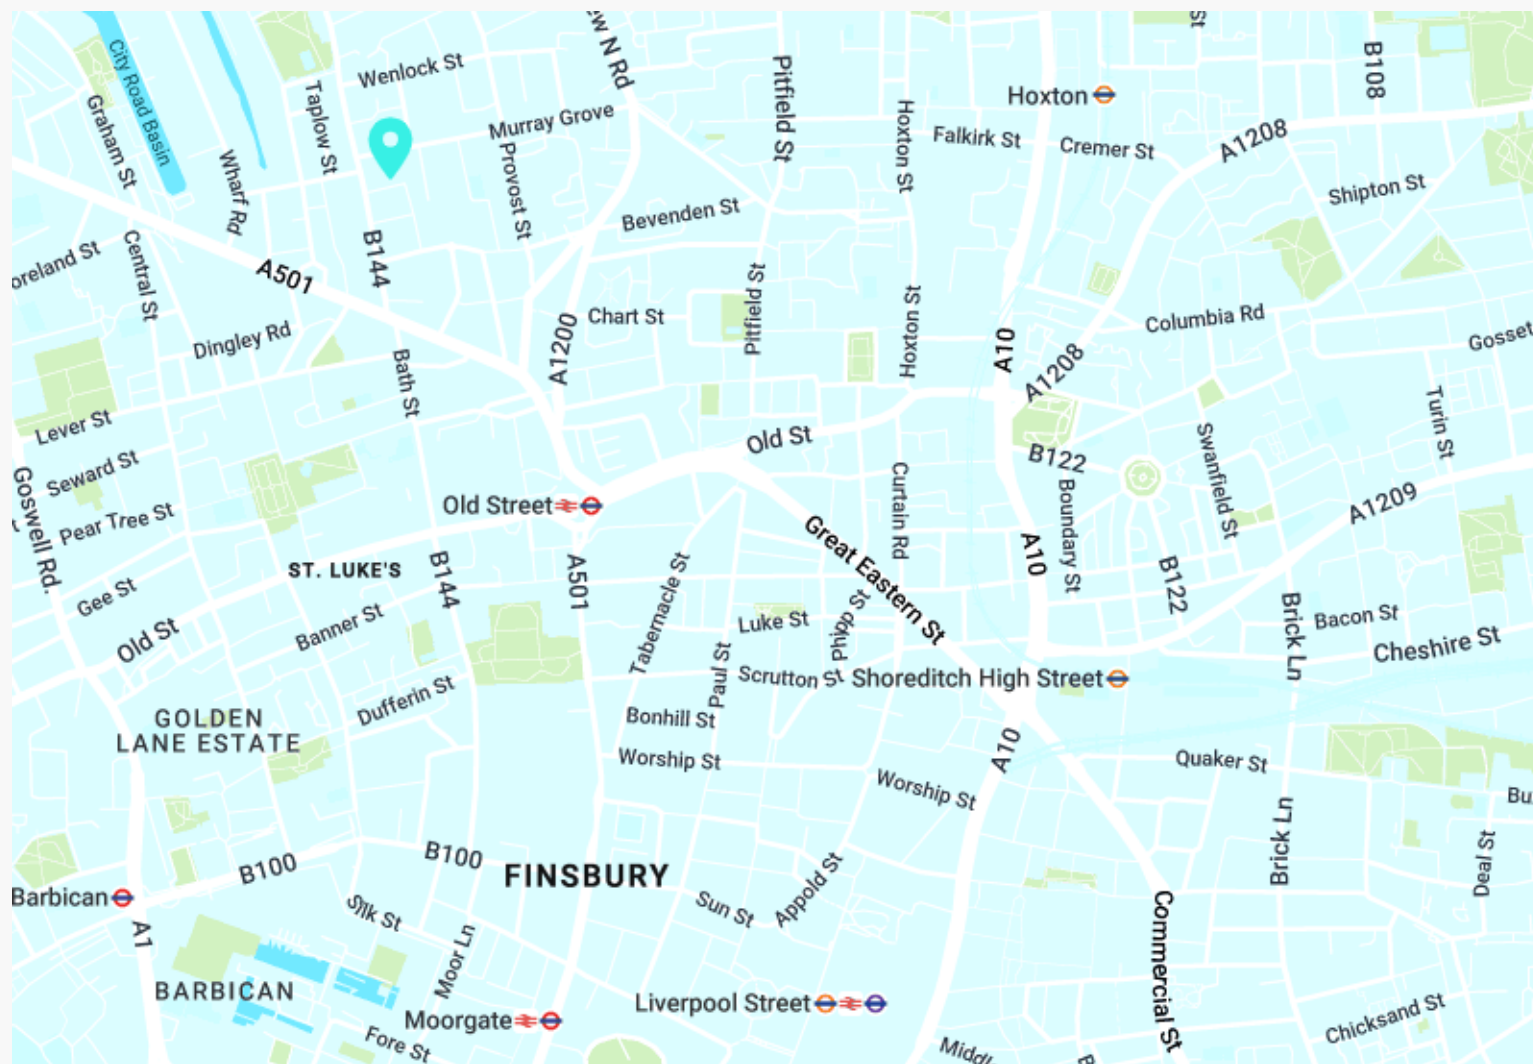 City Road Basin
Graham St
Wharf Rd
Taplow St
Wenlock St
Murray Grove
Provost St
ew N Rd
Pitfield St
Hoxton St
Hoxton
Falkirk St
Cremer St
St
B108
A1208
Shipton St
Bevenden St
oreland St
Central St
A501
B144
Dingley Rd
Chart St
A1200
Pitfield St
Hoxton St
A10
A1208
Columbia Rd
Gosset
Bath St
Lever St
Seward St
Pear Tree St
t
Goswell Rd.
Gee St
Old St
ST. LUKE'S
Banner St
B144
Old Street
A501
Old St
Great Eastern St
Curtain Rd
B122
Boundary St
A10
Swanfield St
Turin St
A1209
B122
Brick Ln
Bacon St
Cheshire St
Tabernacle St
Luke St
Phipp St
Paul St
Scrutton St
Shoreditch High Street
Bonhill St
Worship St
Dufferin St
GOLDEN
LANE ESTATE
A10
Worship St
Quaker St
Bu
Brick Ln
Deal St
B100
B100
FINSBURY
Barbican
A1
Silk St
Moor Ln
Sun St
Appold St
Commercial St
BARBICAN
Moorgate
Fore St
Liverpool Street
Chicksand St
Middl
B